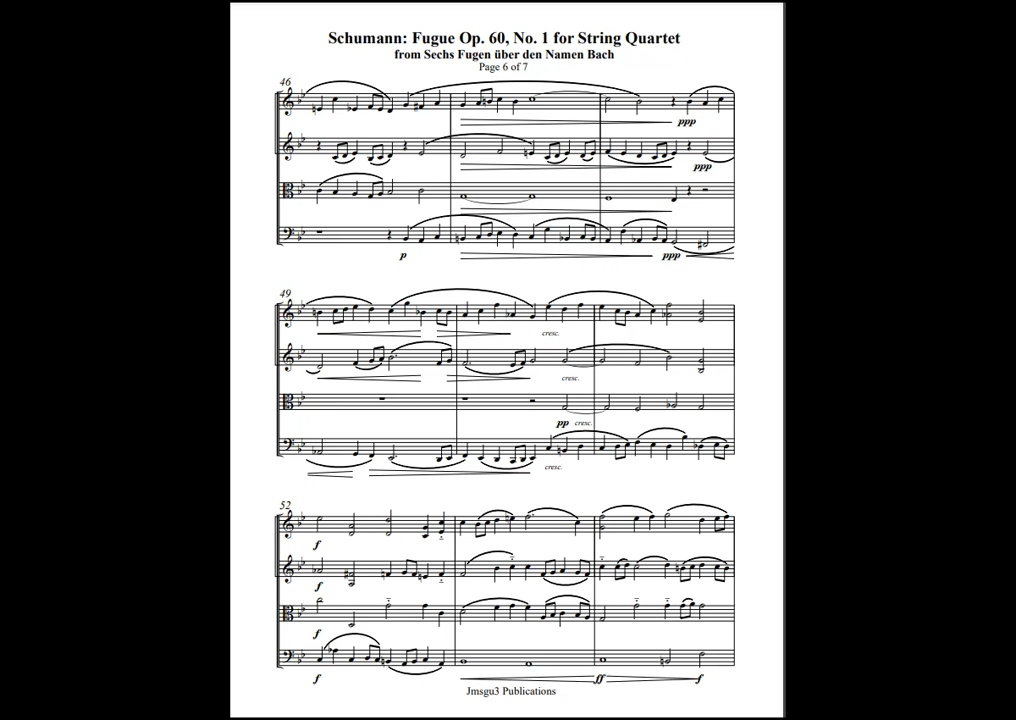 Schumann: Fugue Op. 60, No. 1 for String Quartet
from Sechs Fugen über den Namen Bach
Page 6 of 7
46
ppp
ppp
p
ppp
49
cresc.
cresc.
pp cresc.
cresc.
52
f
f
f
f
ff
f
Jmsgu3 Publications